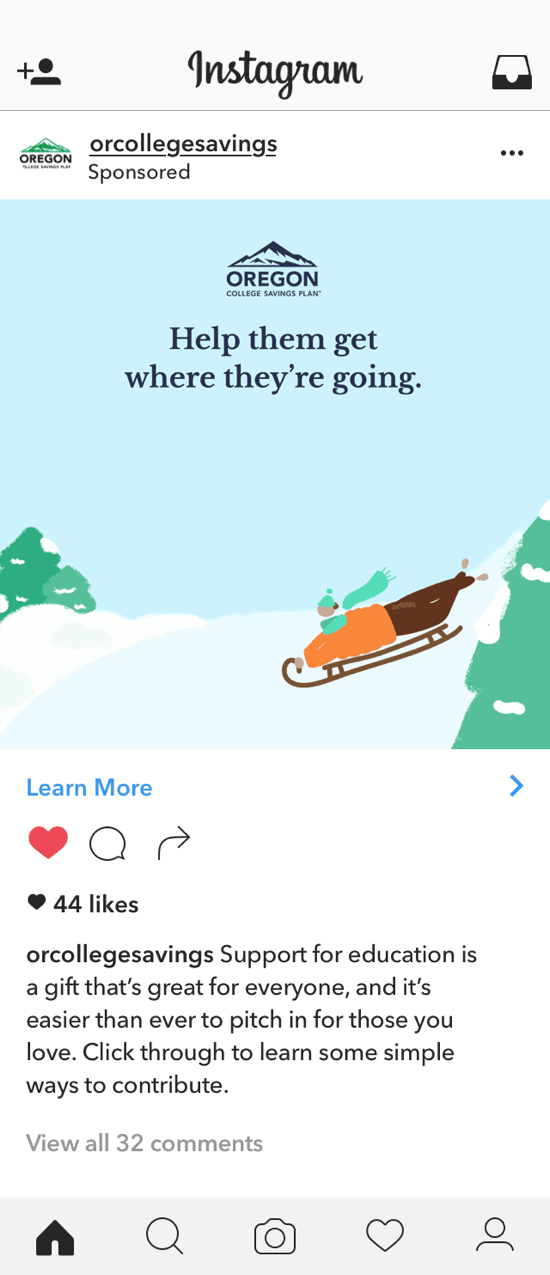 Instagram
OREGON
COLLEGE SAVINGS PLAN
orcollegesavings
Sponsored
OREGON
COLLEGE SAVINGS PLAN™
Help them get
where they’re going.
Learn More
44 likes
orcollegesavings Support for education is
a gift that’s great for everyone, and it’s
easier than ever to pitch in for those you
love. Click through to learn some simple
ways to contribute.
View all 32 comments